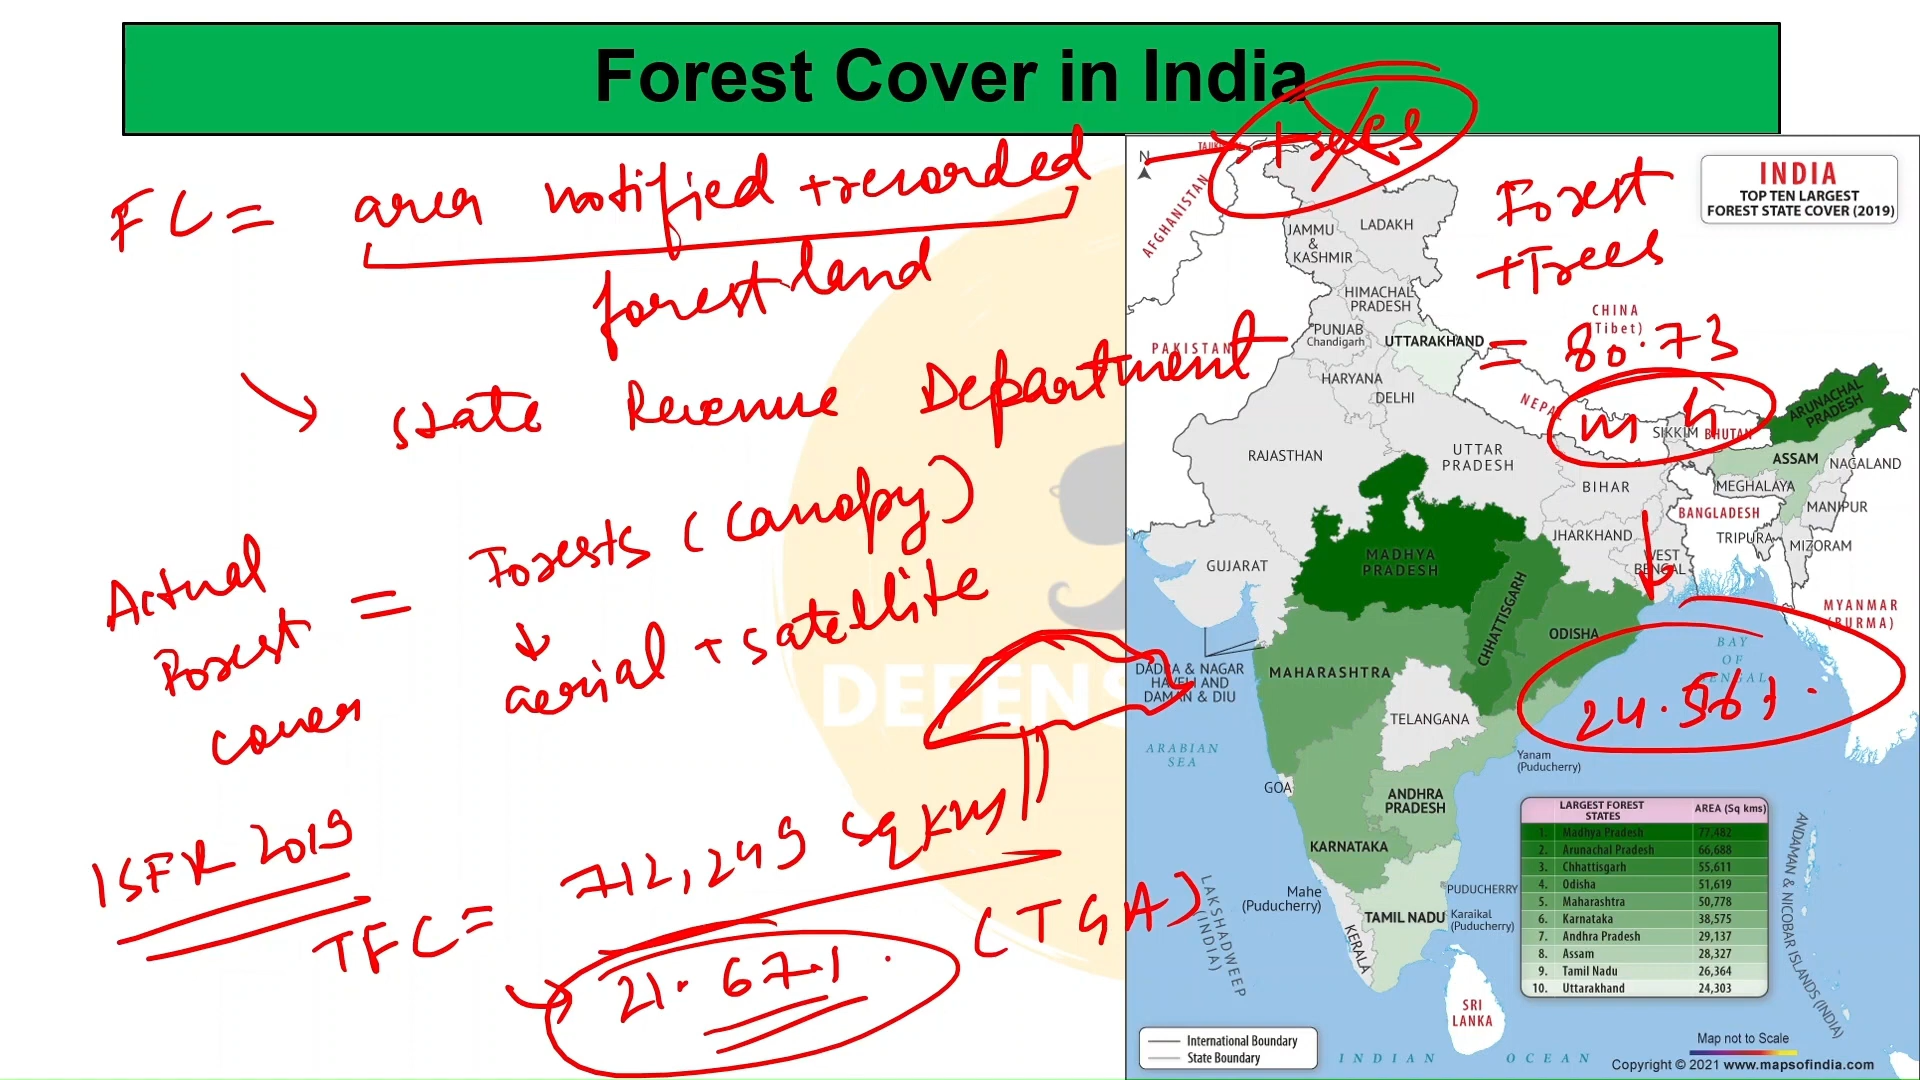 Forest Cover in India
FC = area notified + recorded
forest land
State Revenue Department
Actual Forest cover = Forests (canopy)
aerial + satellite
ISFR 2019
TFC = 712,249 sq kms
21.67%. (TGA)
trees
Forest
+Trees
= 80.73
m h
24.56%.
DEFENS
N
INDIA
TOP TEN LARGEST
FOREST STATE COVER (2019)
AFGHANISTAN
PAKISTAN
CHINA
(Tibet)
NEPAL
BHUTAN
BANGLADESH
MYANMAR
(BURMA)
SRI
LANKA
LADAKH
JAMMU
&
KASHMIR
HIMACHAL
PRADESH
PUNJAB
Chandigarh
UTTARAKHAND
HARYANA
DELHI
RAJASTHAN
UTTAR
PRADESH
BIHAR
SIKKIM
ARUNACHAL
PRADESH
ASSAM
NAGALAND
MEGHALAYA
MANIPUR
TRIPURA
MIZORAM
WEST
BENGAL
JHARKHAND
GUJARAT
MADHYA
PRADESH
CHHATTISGARH
ODISHA
DADRA & NAGAR
HAVELI AND
DAMAN & DIU
MAHARASHTRA
TELANGANA
Yanam
(Puducherry)
GOA
ANDHRA
PRADESH
KARNATAKA
Mahe
(Puducherry)
PUDUCHERRY
Karaikal
(Puducherry)
TAMIL NADU
KERALA
LAKSHADWEEP
(INDIA)
ANDAMAN & NICOBAR ISLANDS (INDIA)
ARABIAN
SEA
BAY
OF
BENGAL
INDIAN OCEAN
LARGEST FOREST STATES AREA (Sq kms)
1. Madhya Pradesh 77,482
2. Arunachal Pradesh 66,688
3. Chhattisgarh 55,611
4. Odisha 51,619
5. Maharashtra 50,778
6. Karnataka 38,575
7. Andhra Pradesh 29,137
8. Assam 28,327
9. Tamil Nadu 26,364
10. Uttarakhand 24,303
International Boundary
State Boundary
Map not to Scale
Copyright © 2021 www.mapsofindia.com